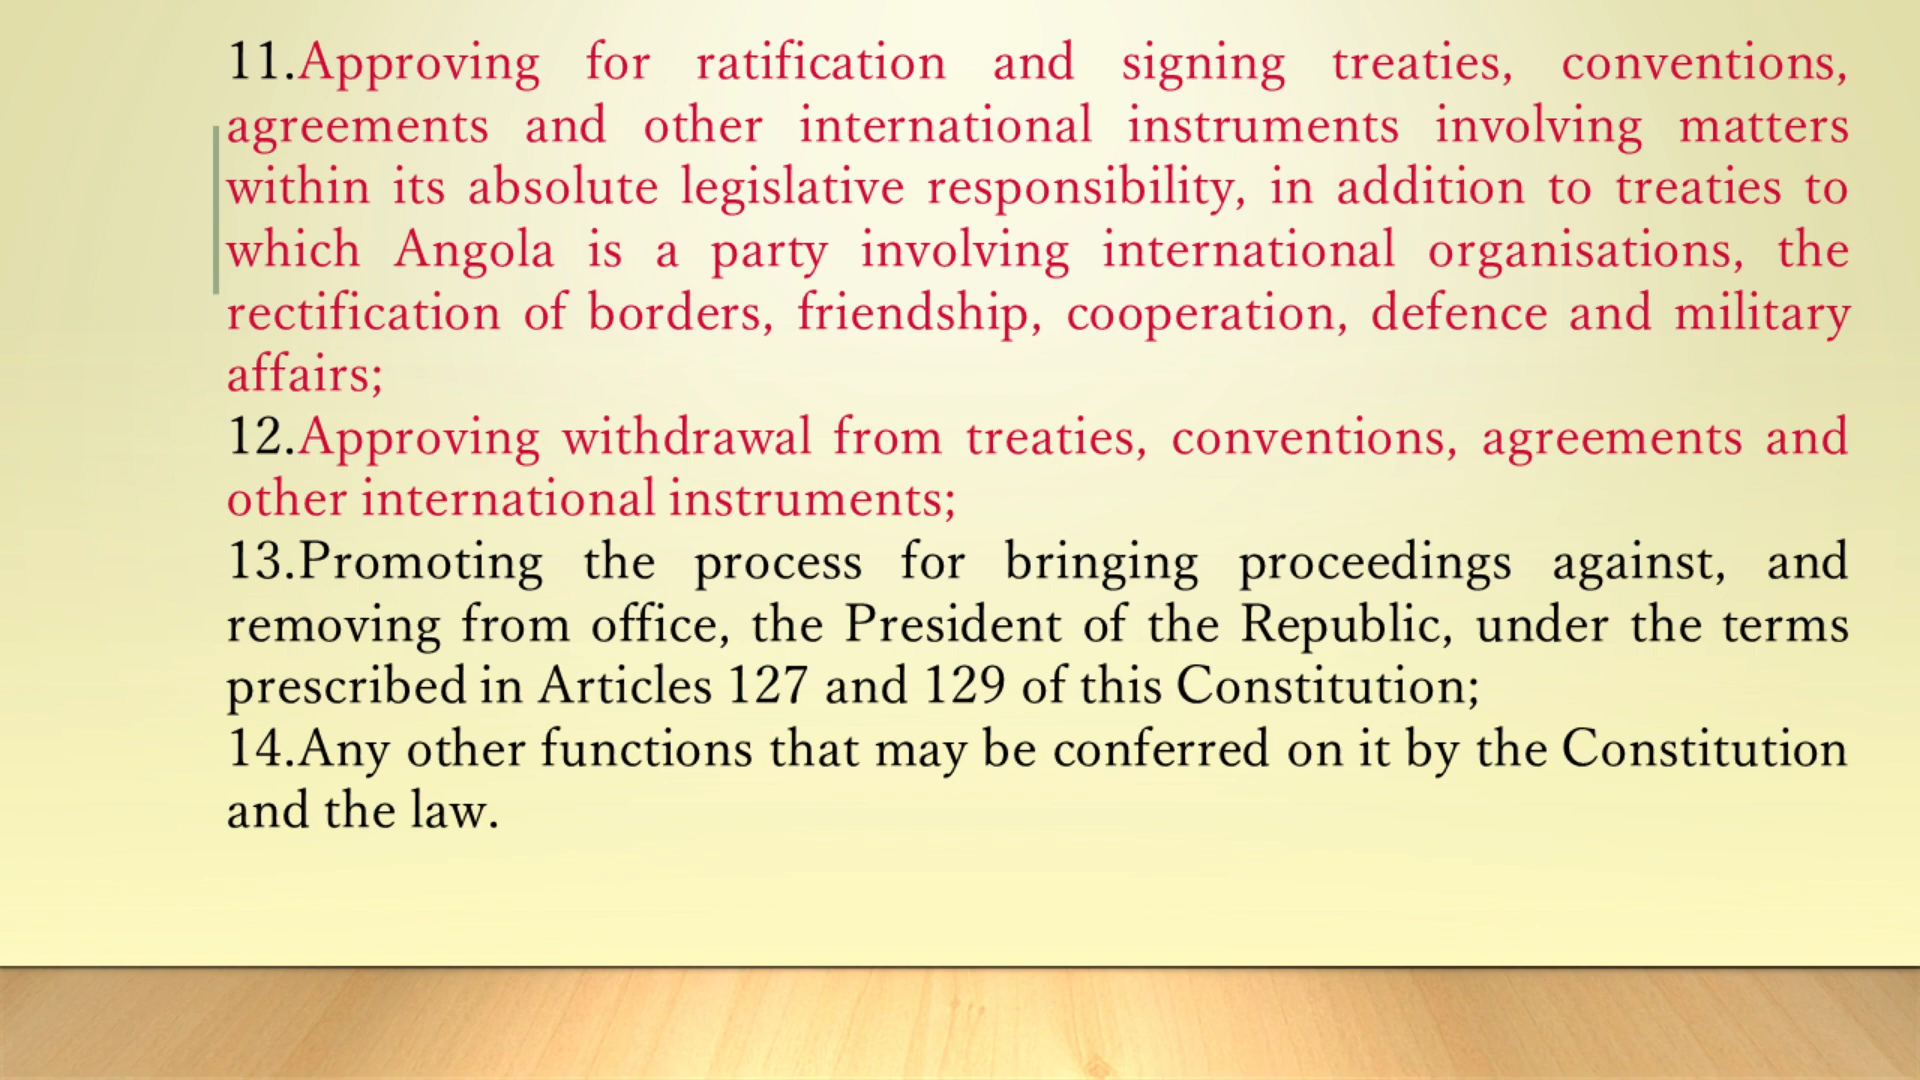 11.Approving for ratification and signing treaties, conventions,
agreements and other international instruments involving matters
within its absolute legislative responsibility, in addition to treaties to
which Angola is a party involving international organisations, the
rectification of borders, friendship, cooperation, defence and military
affairs;
12.Approving withdrawal from treaties, conventions, agreements and
other international instruments;
13.Promoting the process for bringing proceedings against, and
removing from office, the President of the Republic, under the terms
prescribed in Articles 127 and 129 of this Constitution;
14.Any other functions that may be conferred on it by the Constitution
and the law.